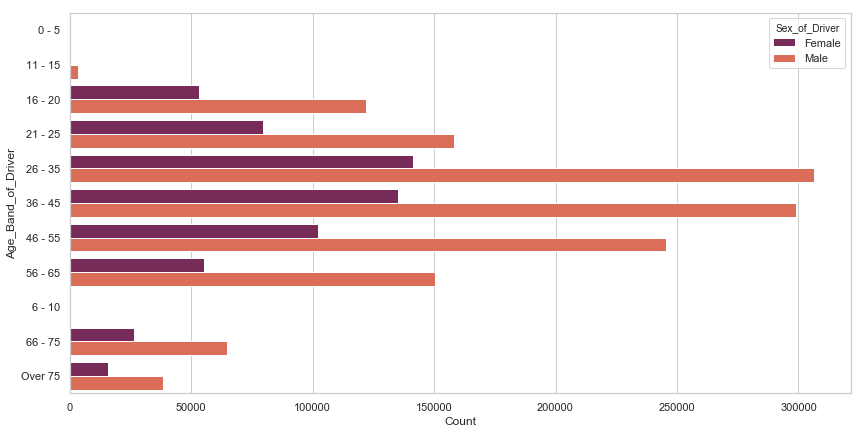 Sex_of_Driver
Female
Male
Age_Band_of_Driver
0 - 5
11 - 15
16 - 20
21 - 25
26 - 35
36 - 45
46 - 55
56 - 65
6 - 10
66 - 75
Over 75
0 50000 100000 150000 200000 250000 300000
Count